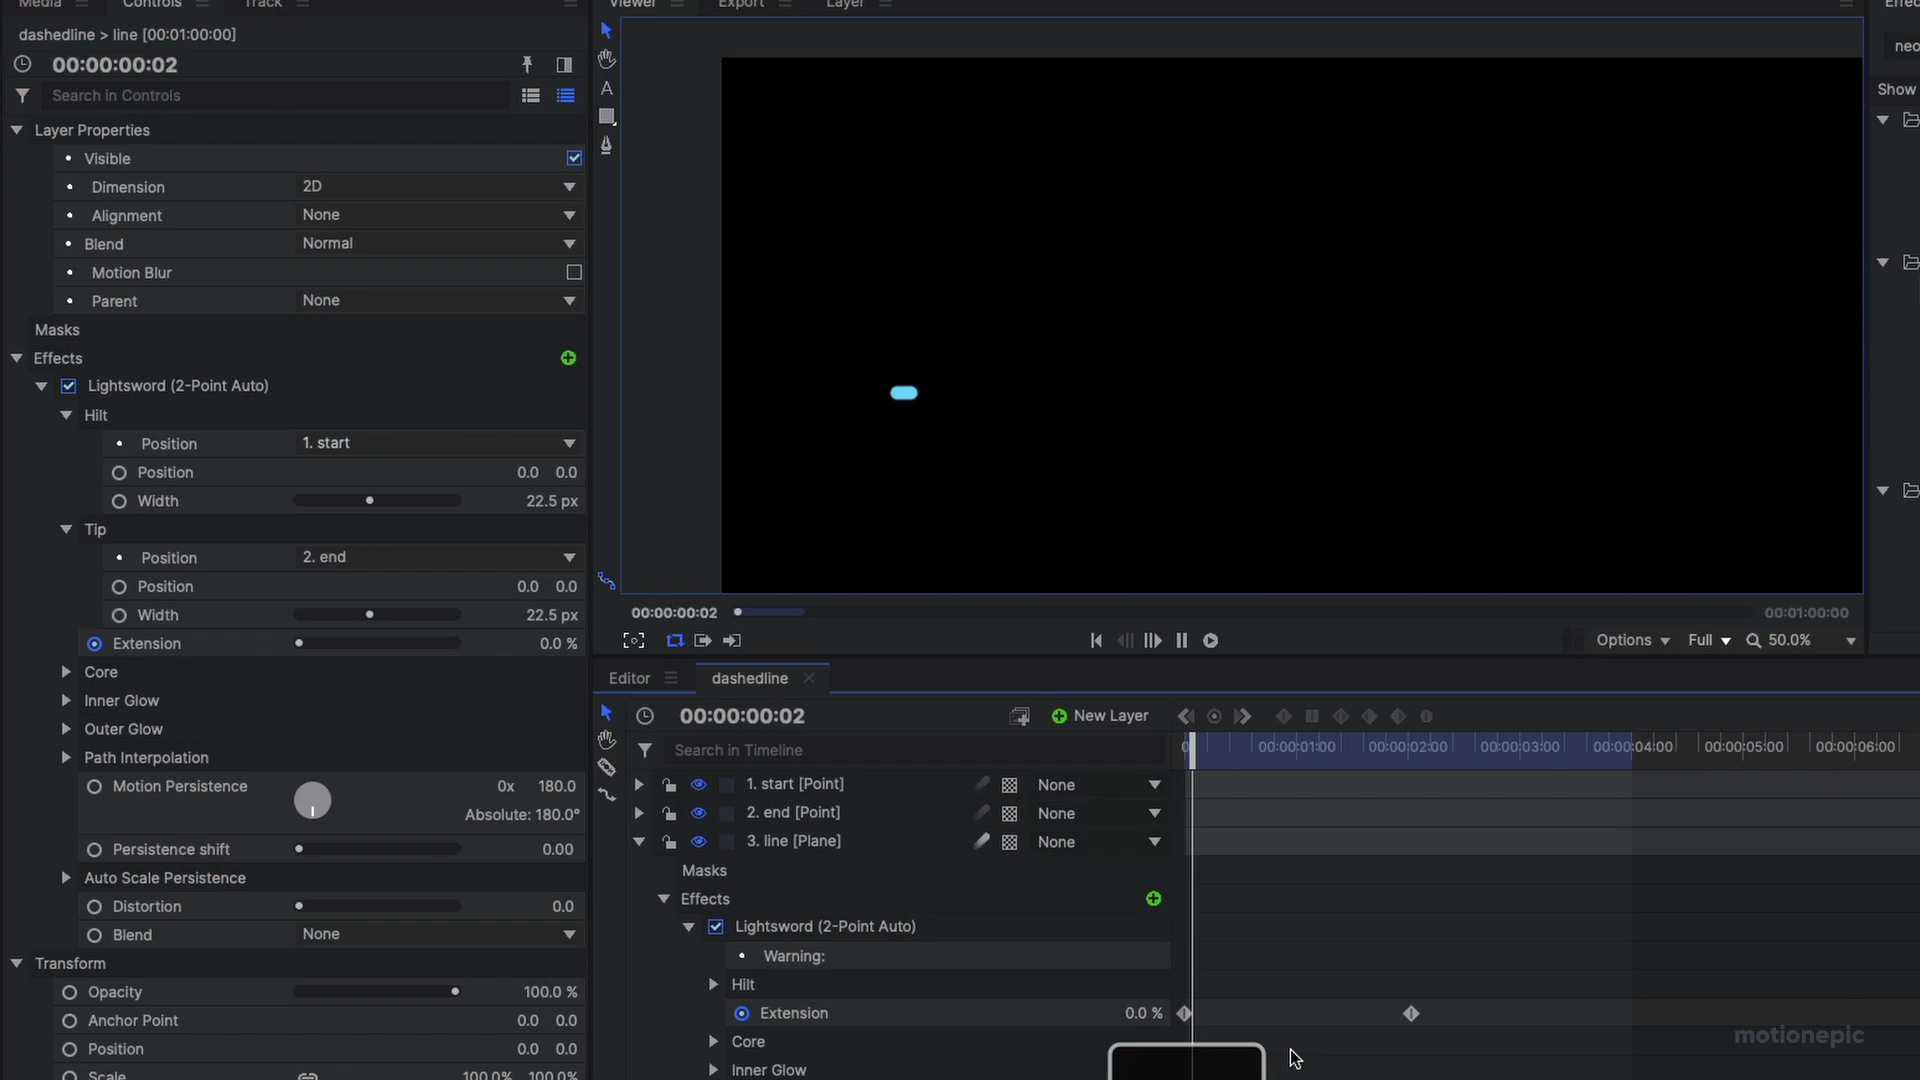 Media
Controls
Track
Viewer
Export
Layer
dashedline > line [00:01:00:00]
00:00:00:02
Search in Controls
Layer Properties
Visible
Dimension 2D
Alignment None
Blend Normal
Motion Blur
Parent None
Masks
Effects
Lightsword (2-Point Auto)
Hilt
Position 1. start
Position 0.0 0.0
Width 22.5 px
Tip
Position 2. end
Position 0.0 0.0
Width 22.5 px
Extension 0.0 %
Core
Inner Glow
Outer Glow
Path Interpolation
Motion Persistence 0x 180.0
Absolute: 180.0°
Persistence shift 0.00
Auto Scale Persistence
Distortion 0.0
Blend None
Transform
Opacity 100.0 %
Anchor Point 0.0 0.0
Position 0.0 0.0
Scale 100.0% 100.0%
A
00:00:00:02
00:01:00:00
Options Full 50.0%
Editor
dashedline
00:00:00:02
New Layer
Search in Timeline
0 00:00:01:00 00:00:02:00 00:00:03:00 00:00:04:00 00:00:05:00 00:00:06:00
1. start [Point] None
2. end [Point] None
3. line [Plane] None
Masks
Effects
Lightsword (2-Point Auto)
Warning:
Hilt
Extension 0.0 %
Core
Inner Glow
motionepic
Effec
neo
Show